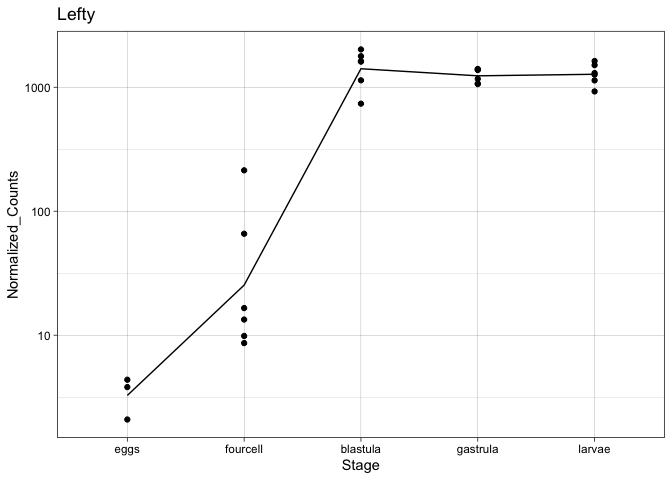 Lefty
1000
100
10
Normalized_Counts
eggs fourcell blastula gastrula larvae
Stage